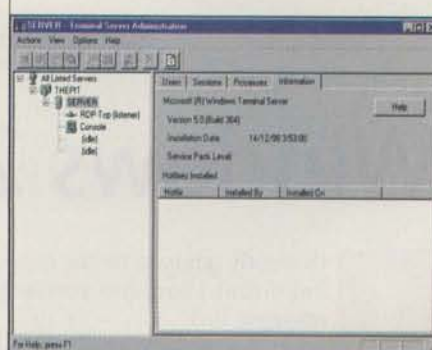 SERVER - Terminal Server Administration
Actions View Options Help
All Listed Servers
THEPIT
SERVER
RDP-Tcp (listener)
Console
(idle)
(idle)
Users Sessions Processes Information
Microsoft (R) Windows Terminal Server
Help
Version 5.0 (Build
Installation Date:
Service Pack Level:
Hotfixes Installed:
Hotfix Installed By Installed On
For Help, press F1